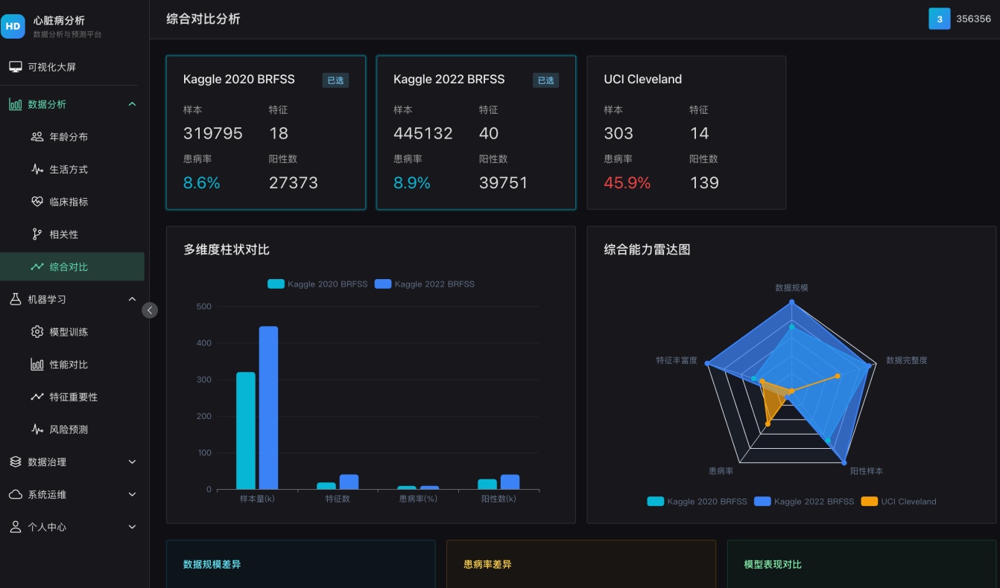 HD
心脏病分析
数据分析与预测平台
可视化大屏
数据分析
年龄分布
生活方式
临床指标
相关性
综合对比
机器学习
模型训练
性能对比
特征重要性
风险预测
数据治理
系统运维
个人中心
综合对比分析
3 356356
Kaggle 2020 BRFSS 已选
样本 特征
319795 18
患病率 阳性数
8.6% 27373
Kaggle 2022 BRFSS 已选
样本 特征
445132 40
患病率 阳性数
8.9% 39751
UCI Cleveland
样本 特征
303 14
患病率 阳性数
45.9% 139
多维度柱状对比
Kaggle 2020 BRFSS Kaggle 2022 BRFSS
500
400
300
200
100
0
样本量(k) 特征数 患病率(%) 阳性数(k)
综合能力雷达图
数据规模
特征丰富度 数据完整度
患病率 阳性样本
Kaggle 2020 BRFSS Kaggle 2022 BRFSS UCI Cleveland
数据规模差异
患病率差异
模型表现对比